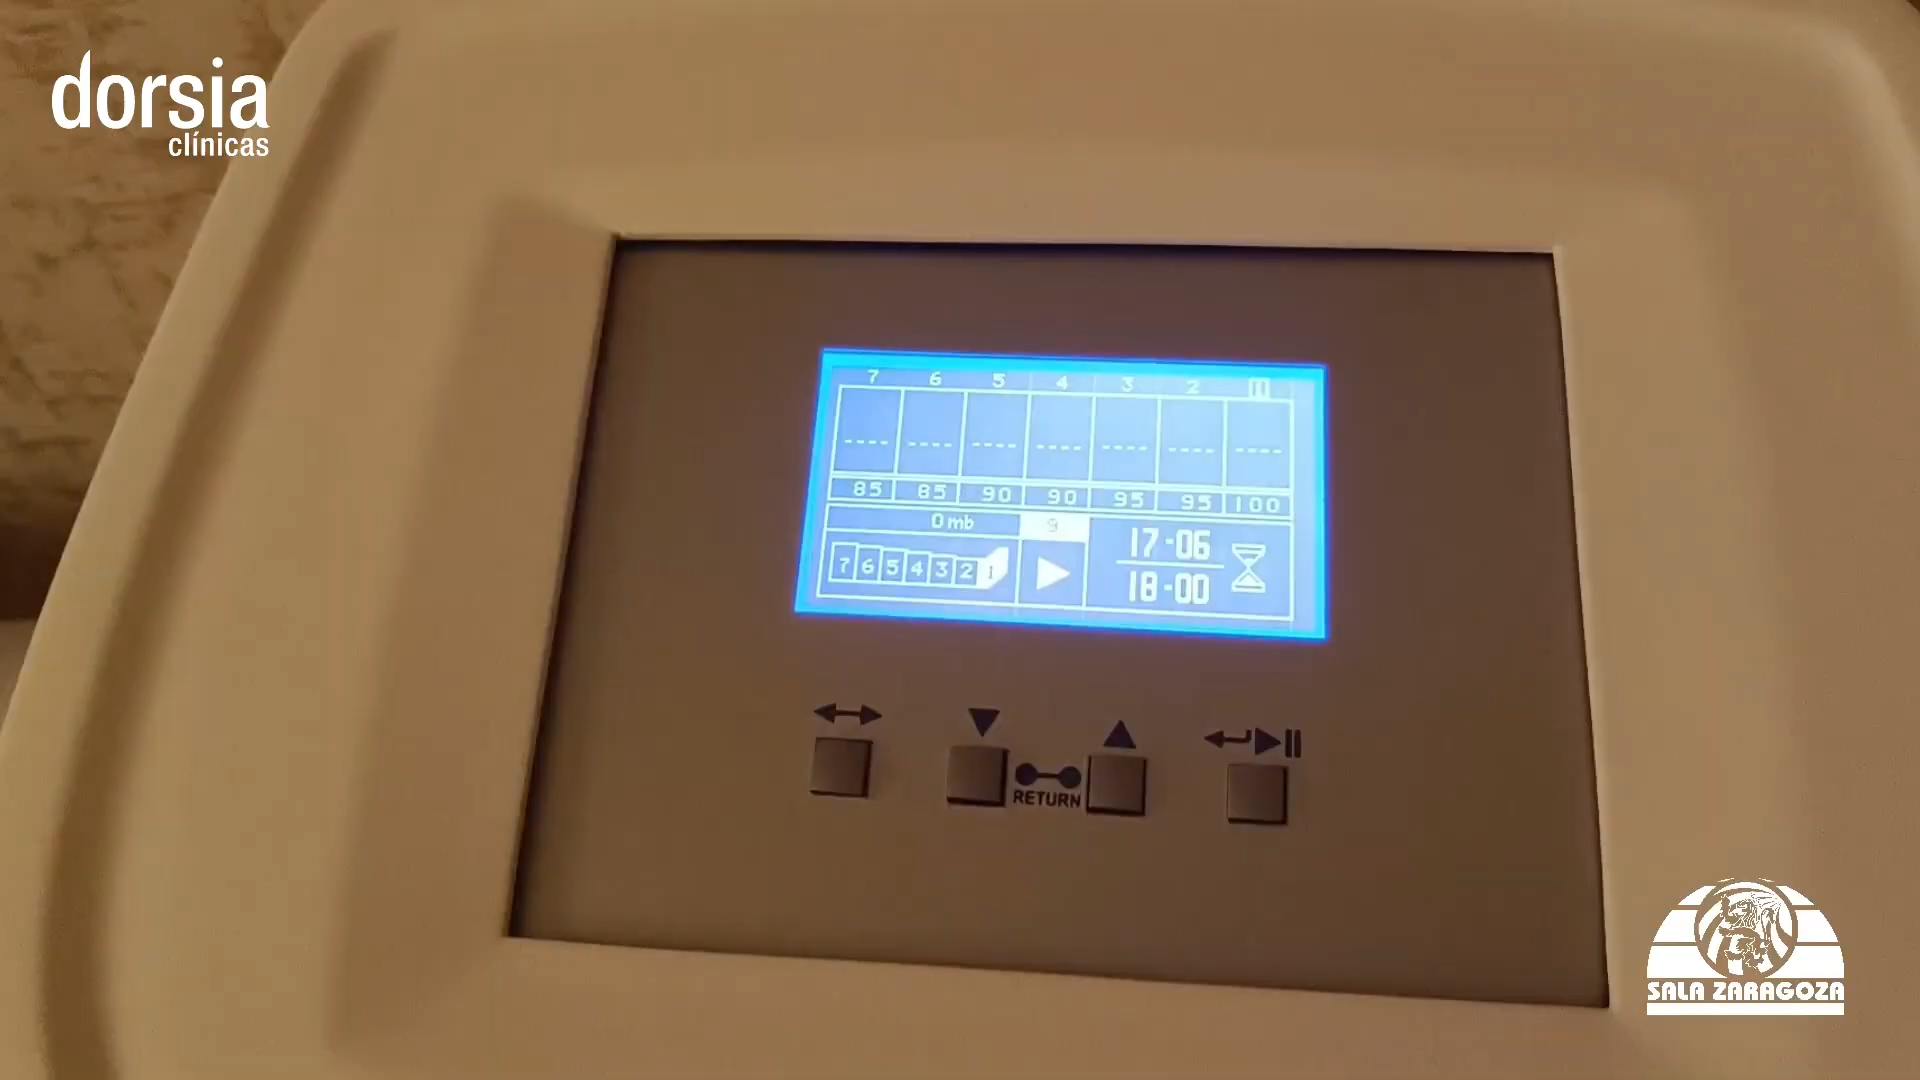 dorsia
clínicas
7 6 5 4 3 2
---- ---- ---- ---- ---- ---- ----
85 85 90 90 95 95 100
0 mb 9
7 6 5 4 3 2 1
17-06
18-00
RETURN
SALA ZARAGOZA